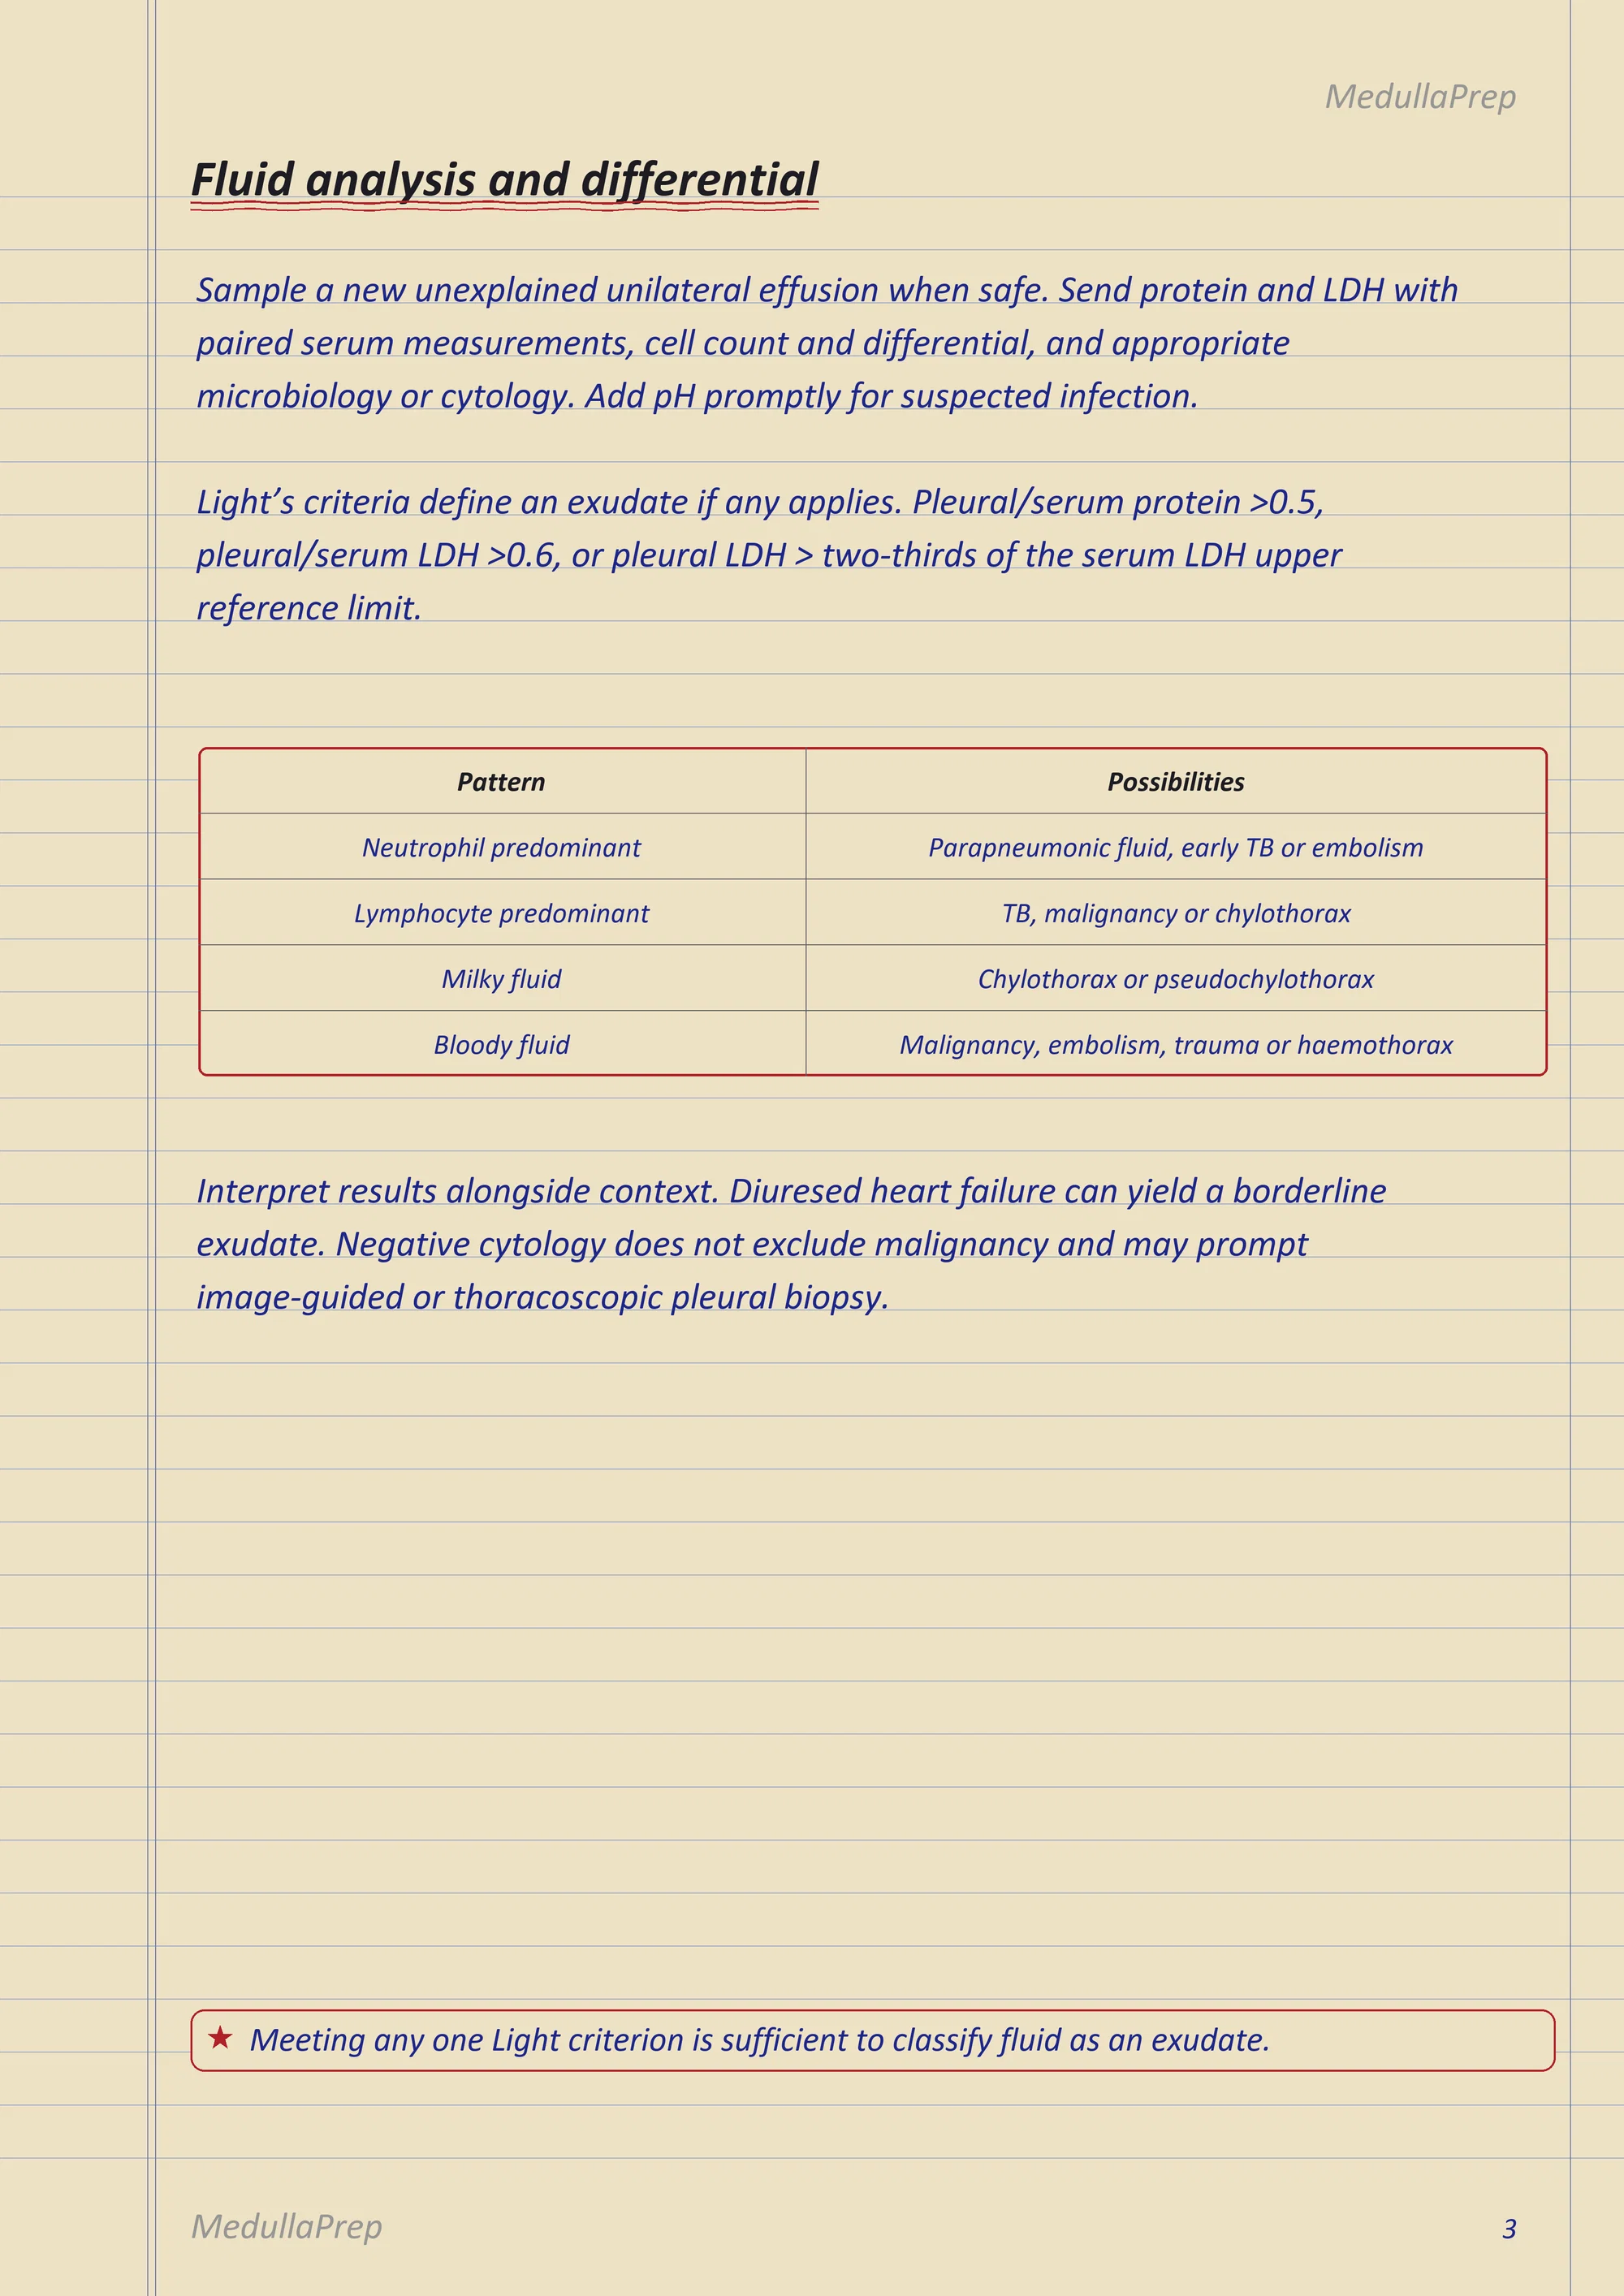 MedullaPrep
Fluid analysis and differential
Sample a new unexplained unilateral effusion when safe. Send protein and LDH with
paired serum measurements, cell count and differential, and appropriate
microbiology or cytology. Add pH promptly for suspected infection.
Light’s criteria define an exudate if any applies. Pleural/serum protein >0.5,
pleural/serum LDH >0.6, or pleural LDH > two-thirds of the serum LDH upper
reference limit.
Pattern Possibilities
Neutrophil predominant Parapneumonic fluid, early TB or embolism
Lymphocyte predominant TB, malignancy or chylothorax
Milky fluid Chylothorax or pseudochylothorax
Bloody fluid Malignancy, embolism, trauma or haemothorax
Interpret results alongside context. Diuresed heart failure can yield a borderline
exudate. Negative cytology does not exclude malignancy and may prompt
image-guided or thoracoscopic pleural biopsy.
★ Meeting any one Light criterion is sufficient to classify fluid as an exudate.
MedullaPrep 3